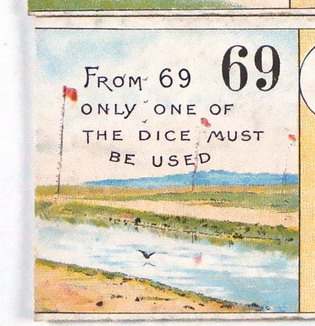 69
FROM 69
ONLY ONE OF
THE DICE MUST
BE USED